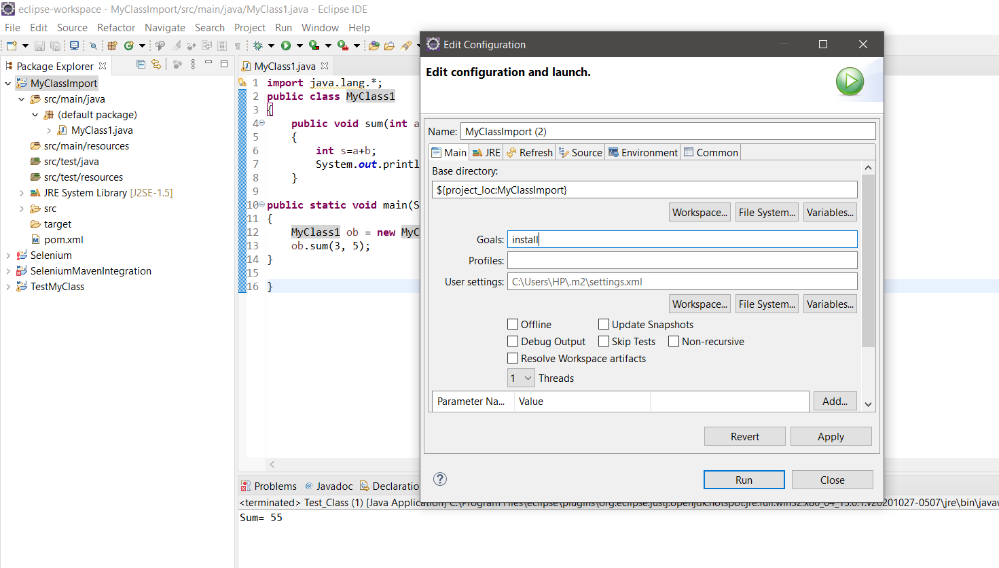 eclipse-workspace - MyClassImport/src/main/java/MyClass1.java - Eclipse IDE
File Edit Source Refactor Navigate Search Project Run Window Help
Package Explorer
MyClassImport
src/main/java
(default package)
MyClass1.java
src/main/resources
src/test/java
src/test/resources
JRE System Library [J2SE-1.5]
src
target
pom.xml
Selenium
SeleniumMavenIntegration
TestMyClass
MyClass1.java
1 import java.lang.*;
2 public class MyClass1
3 {
4 public void sum(int a
5 {
6 int s=a+b;
7 System.out.printl
8 }
9
10 public static void main(S
11 {
12 MyClass1 ob = new MyC
13 ob.sum(3, 5);
14 }
15
16 }
Edit Configuration
Edit configuration and launch.
Name: MyClassImport (2)
Main JRE Refresh Source Environment Common
Base directory:
${project_loc:MyClassImport}
Workspace... File System... Variables...
Goals: install
Profiles:
User settings: C:\Users\HP\.m2\settings.xml
Workspace... File System... Variables...
Offline Update Snapshots
Debug Output Skip Tests Non-recursive
Resolve Workspace artifacts
1 Threads
Parameter Na... Value Add...
Revert Apply
Run Close
Problems @ Javadoc Declaratio
<terminated> Test_Class (1) [Java Application] C:\Program Files\eclipse\plugins\org.eclipse.justj.openjdk.hotspot.jre.full.win32.x86_64_15.0.1.v20201027-0507\jre\bin\javaw
Sum= 55